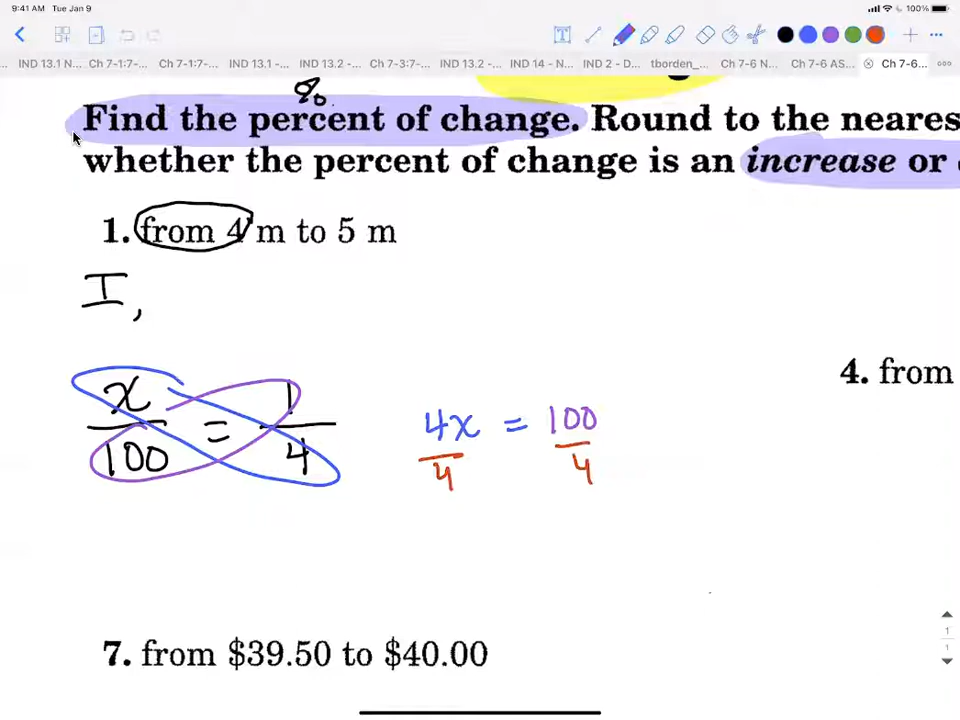 9:41 AM Tue Jan 9
100%
IND 13.1 N... Ch 7-1:7-... Ch 7-1:7-... IND 13.1 -... IND 13.2 -... Ch 7-3:7-... IND 13.2 -... IND 14 - N... IND 2 - D... tborden_... Ch 7-6 N... Ch 7-6 AS... Ch 7-6...
%
Find the percent of change. Round to the neares
whether the percent of change is an increase or
1. from 4 m to 5 m
I,
4. from
x/100 = 1/4
4x = 100
4 4
7. from $39.50 to $40.00
1
1